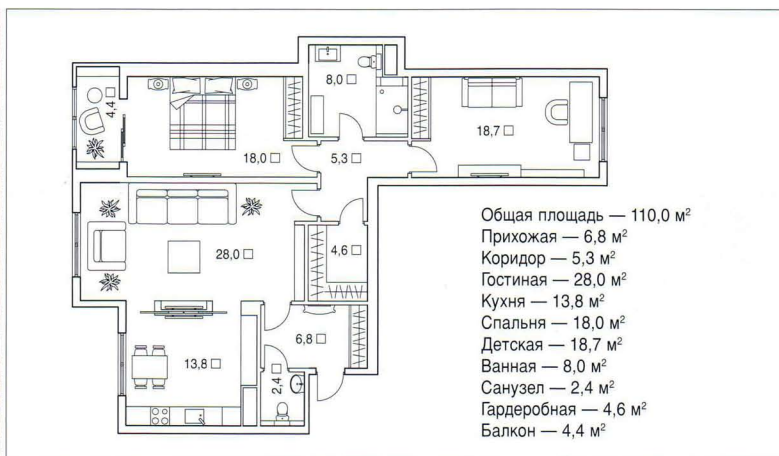 4,4
8,0
18,7
18,0
5,3
28,0
4,6
6,8
13,8
2,4
Общая площадь — 110,0 м²
Прихожая — 6,8 м²
Коридор — 5,3 м²
Гостиная — 28,0 м²
Кухня — 13,8 м²
Спальня — 18,0 м²
Детская — 18,7 м²
Ванная — 8,0 м²
Санузел — 2,4 м²
Гардеробная — 4,6 м²
Балкон — 4,4 м²